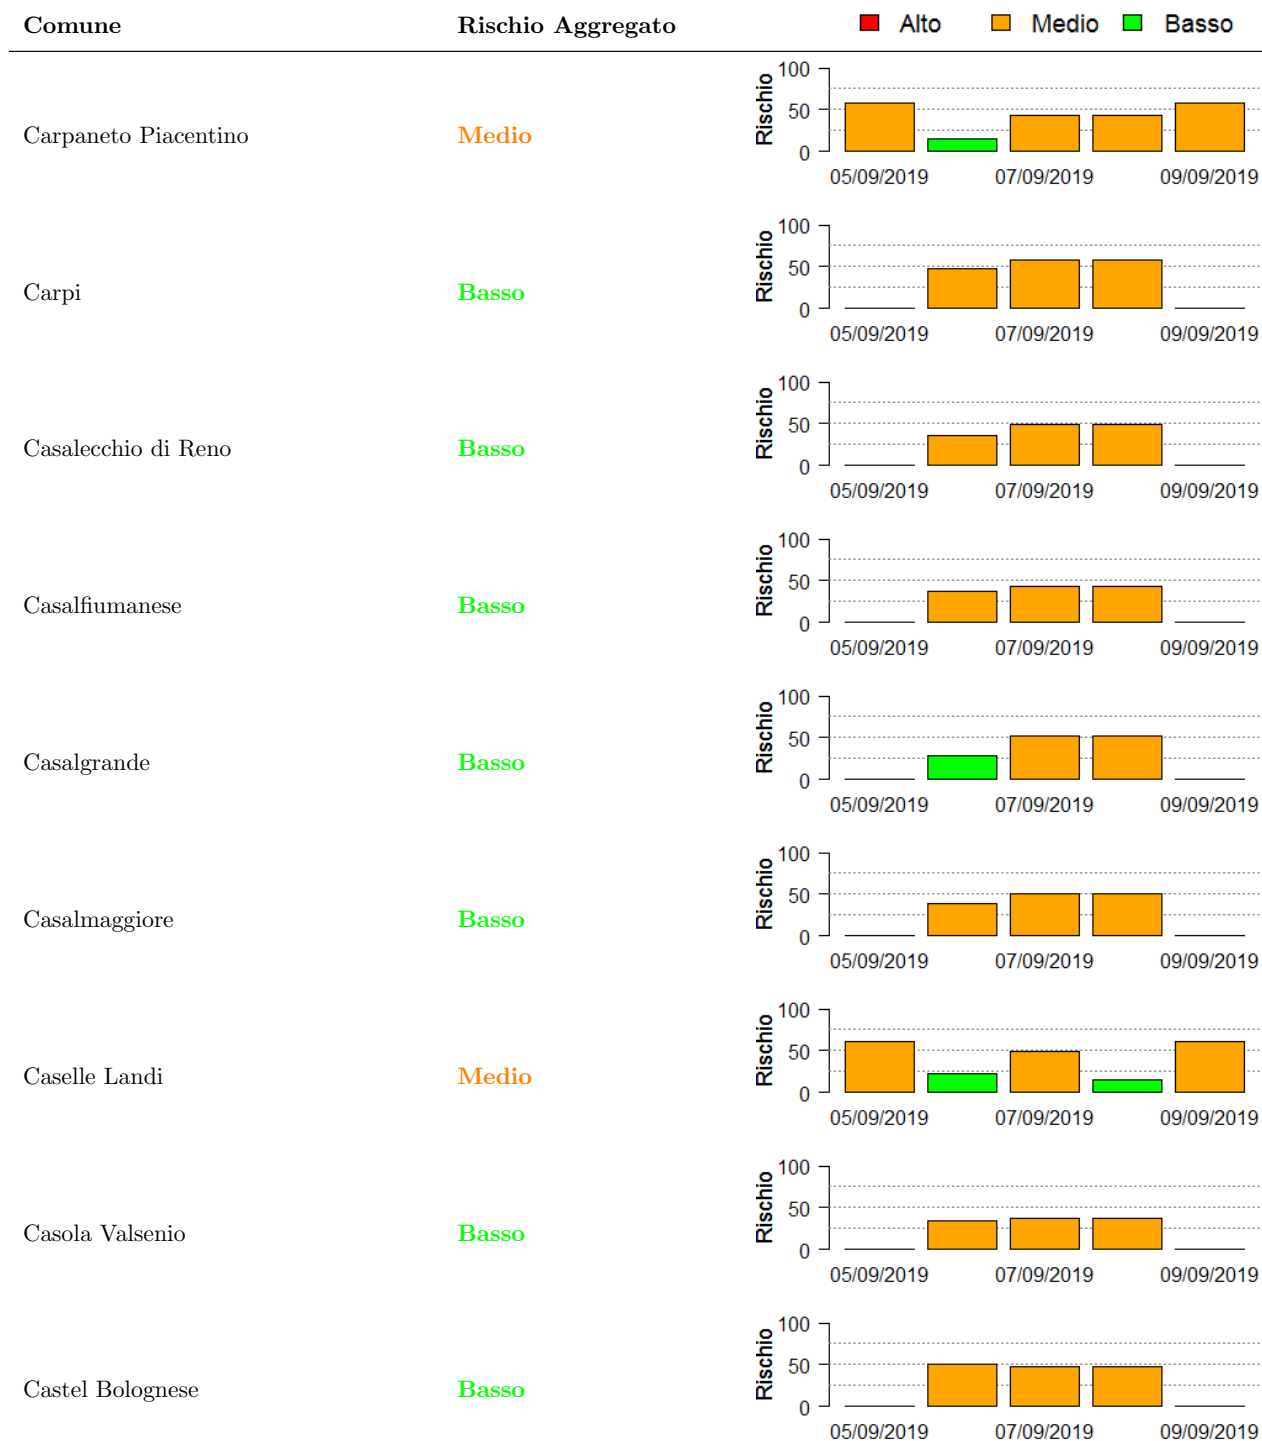 Comune Rischio Aggregato Alto Medio Basso
Carpaneto Piacentino Medio
Rischio
100
50
0
05/09/2019 07/09/2019 09/09/2019
Carpi Basso
Rischio
100
50
0
05/09/2019 07/09/2019 09/09/2019
Casalecchio di Reno Basso
Rischio
100
50
0
05/09/2019 07/09/2019 09/09/2019
Casalfiumanese Basso
Rischio
100
50
0
05/09/2019 07/09/2019 09/09/2019
Casalgrande Basso
Rischio
100
50
0
05/09/2019 07/09/2019 09/09/2019
Casalmaggiore Basso
Rischio
100
50
0
05/09/2019 07/09/2019 09/09/2019
Caselle Landi Medio
Rischio
100
50
0
05/09/2019 07/09/2019 09/09/2019
Casola Valsenio Basso
Rischio
100
50
0
05/09/2019 07/09/2019 09/09/2019
Castel Bolognese Basso
Rischio
100
50
0
05/09/2019 07/09/2019 09/09/2019